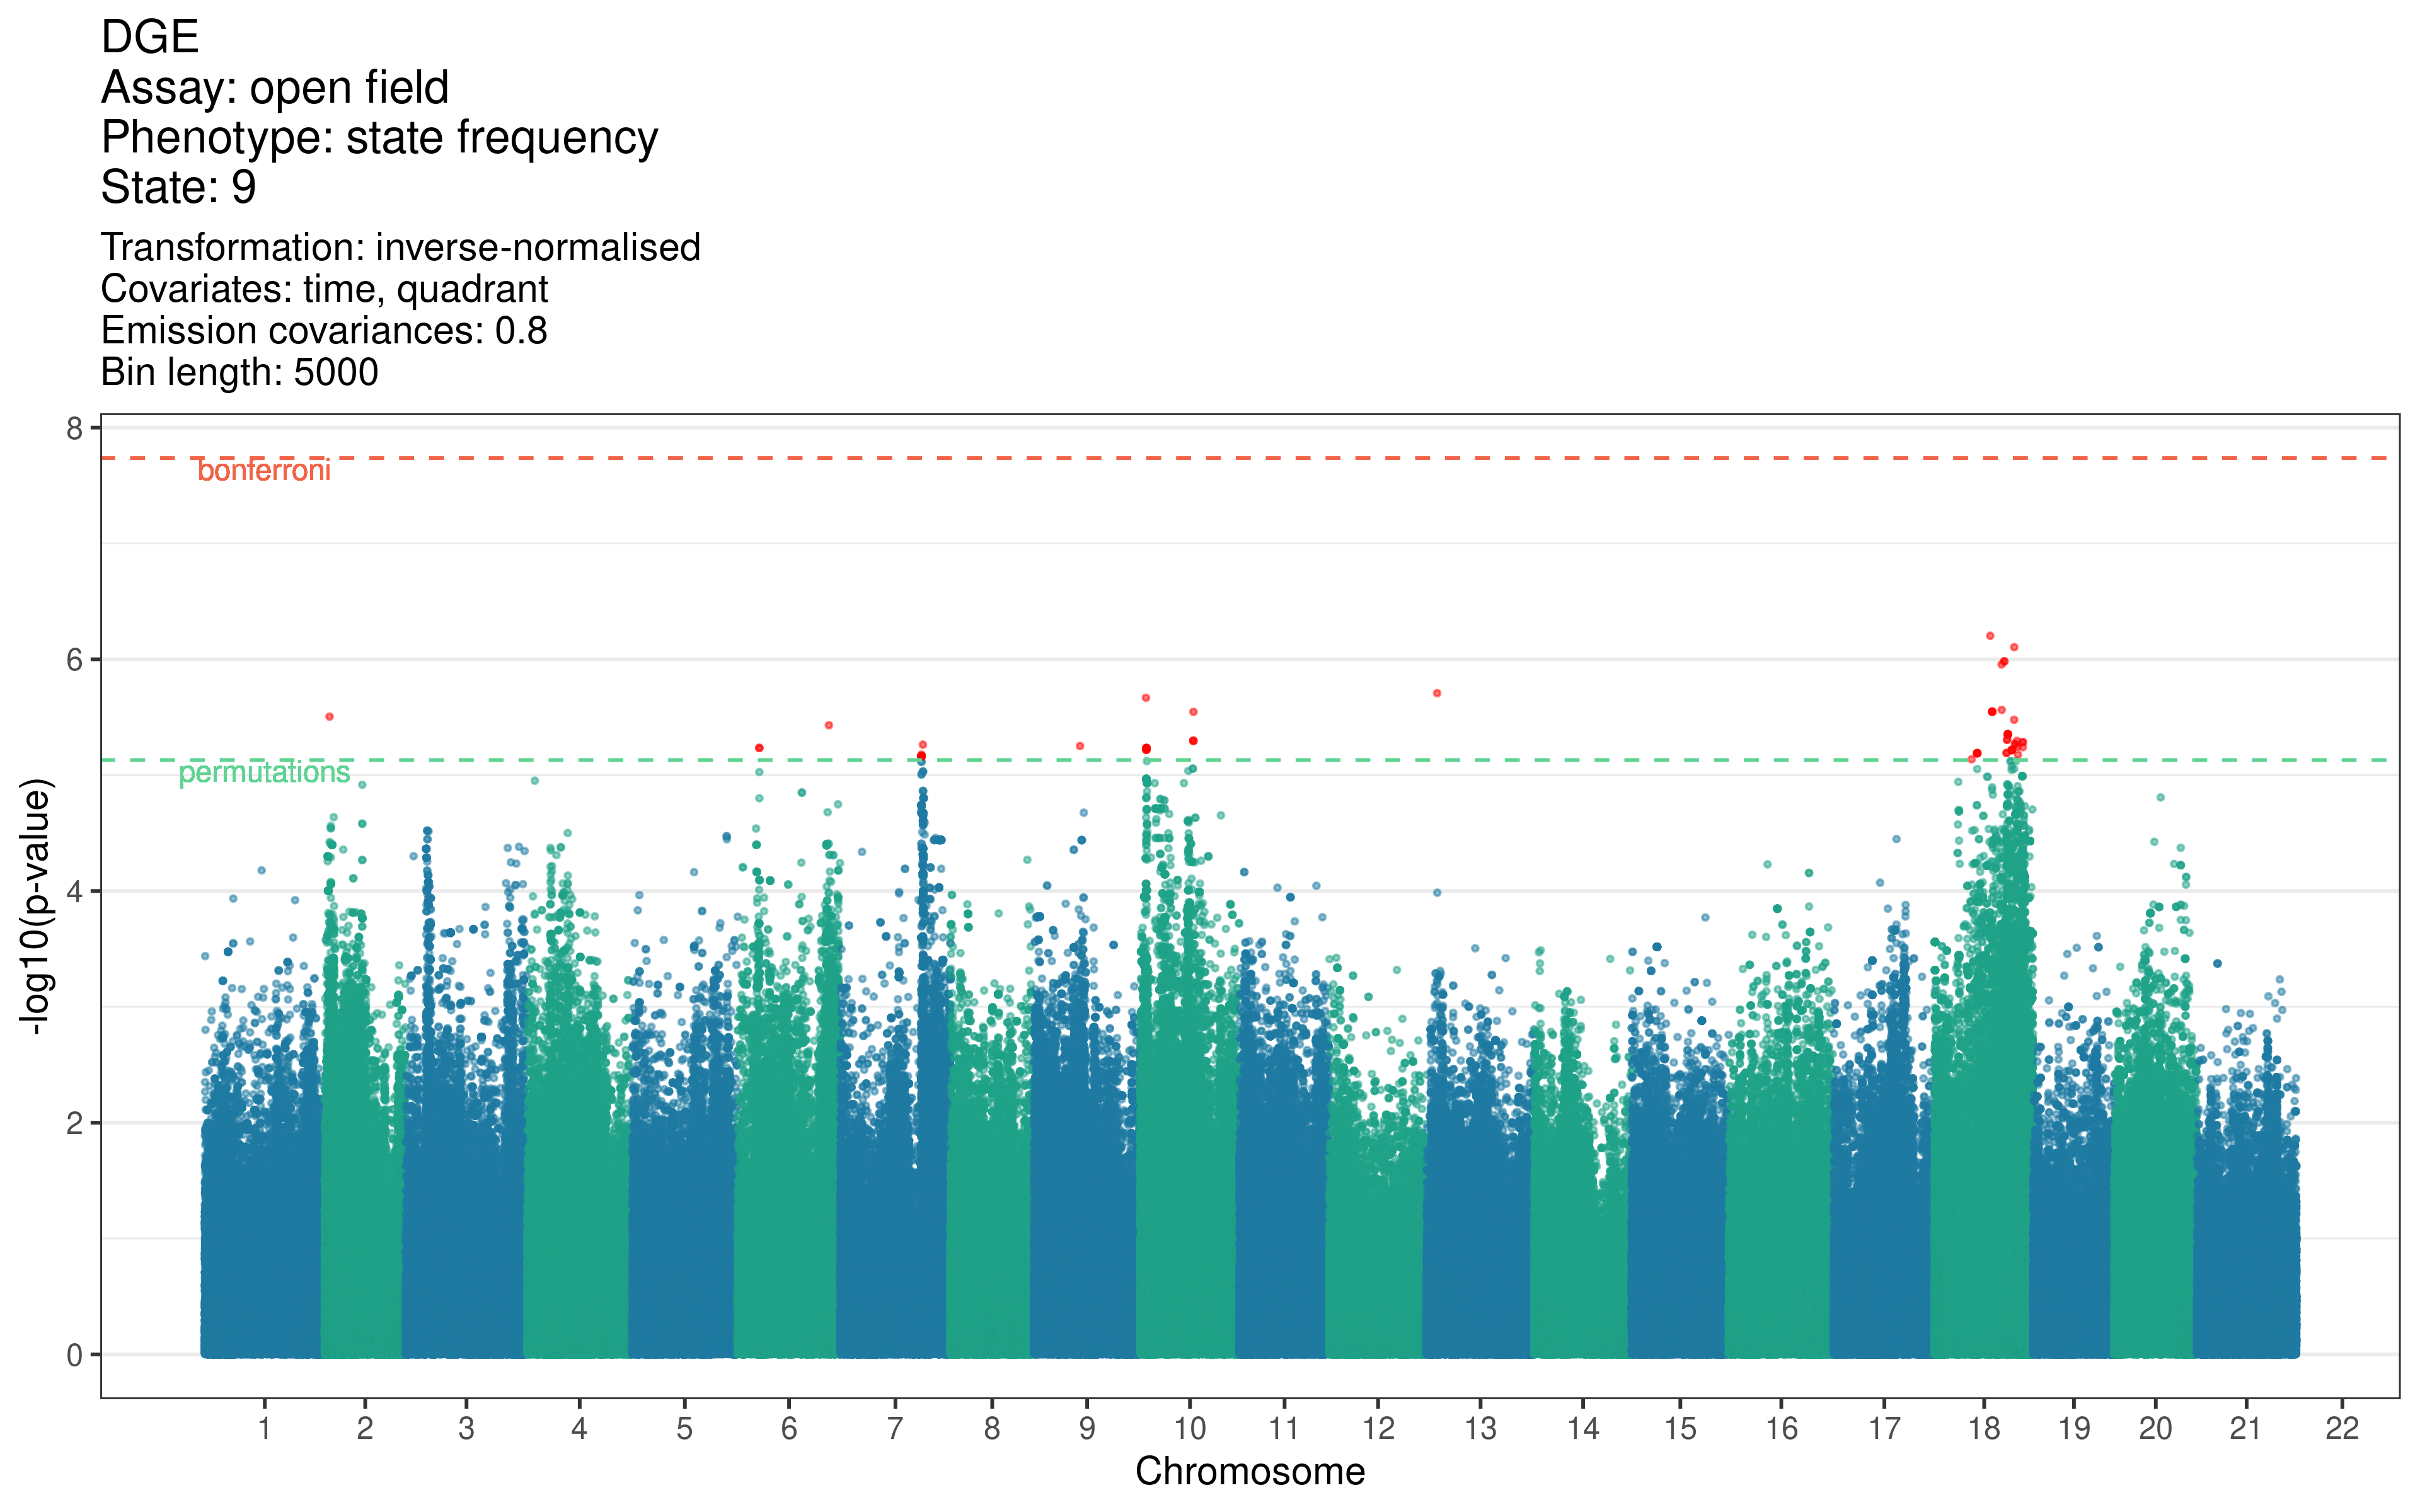 DGE
Assay: open field
Phenotype: state frequency
State: 9
Transformation: inverse-normalised
Covariates: time, quadrant
Emission covariances: 0.8
Bin length: 5000
8
bonferroni
6
permutations
4
2
0
-log10(p-value)
1 2 3 4 5 6 7 8 9 10 11 12 13 14 15 16 17 18 19 20 21 22
Chromosome